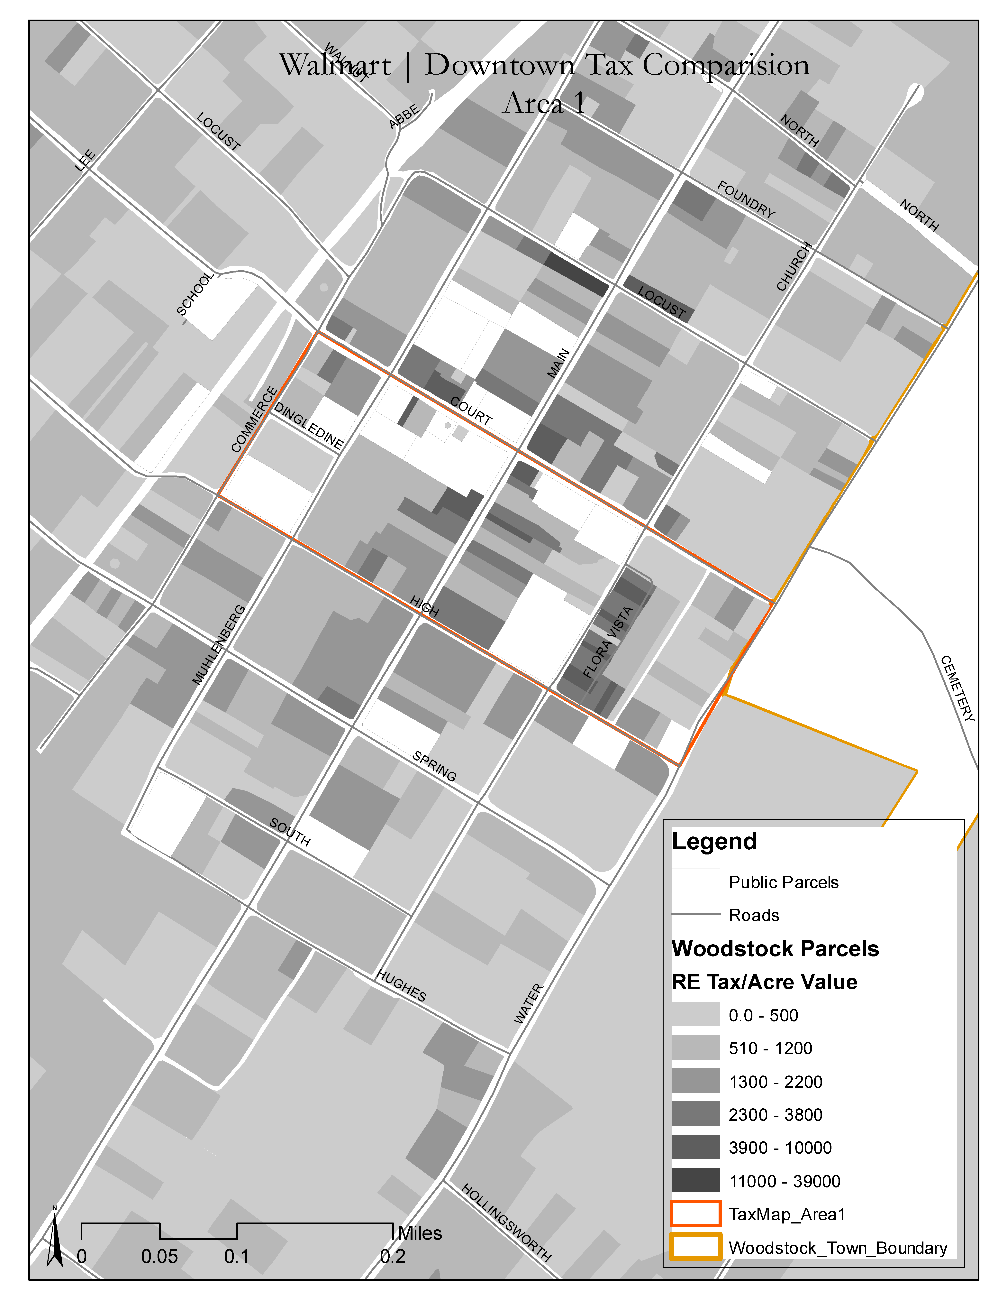 Walmart | Downtown Tax Comparision
Area 1
WALNUT
ABBE
LOCUST
LEE
NORTH
FOUNDRY
NORTH
CHURCH
SCHOOL
LOCUST
MAIN
COURT
COMMERCE
DINGLEDINE
HIGH
FLORA VISTA
MUHLENBERG
CEMETERY
SPRING
SOUTH
HUGHES
WATER
HOLLINGSWORTH
Legend
Public Parcels
Roads
Woodstock Parcels
RE Tax/Acre Value
0.0 - 500
510 - 1200
1300 - 2200
2300 - 3800
3900 - 10000
11000 - 39000
TaxMap_Area1
Woodstock_Town_Boundary
N
Miles
0 0.05 0.1 0.2